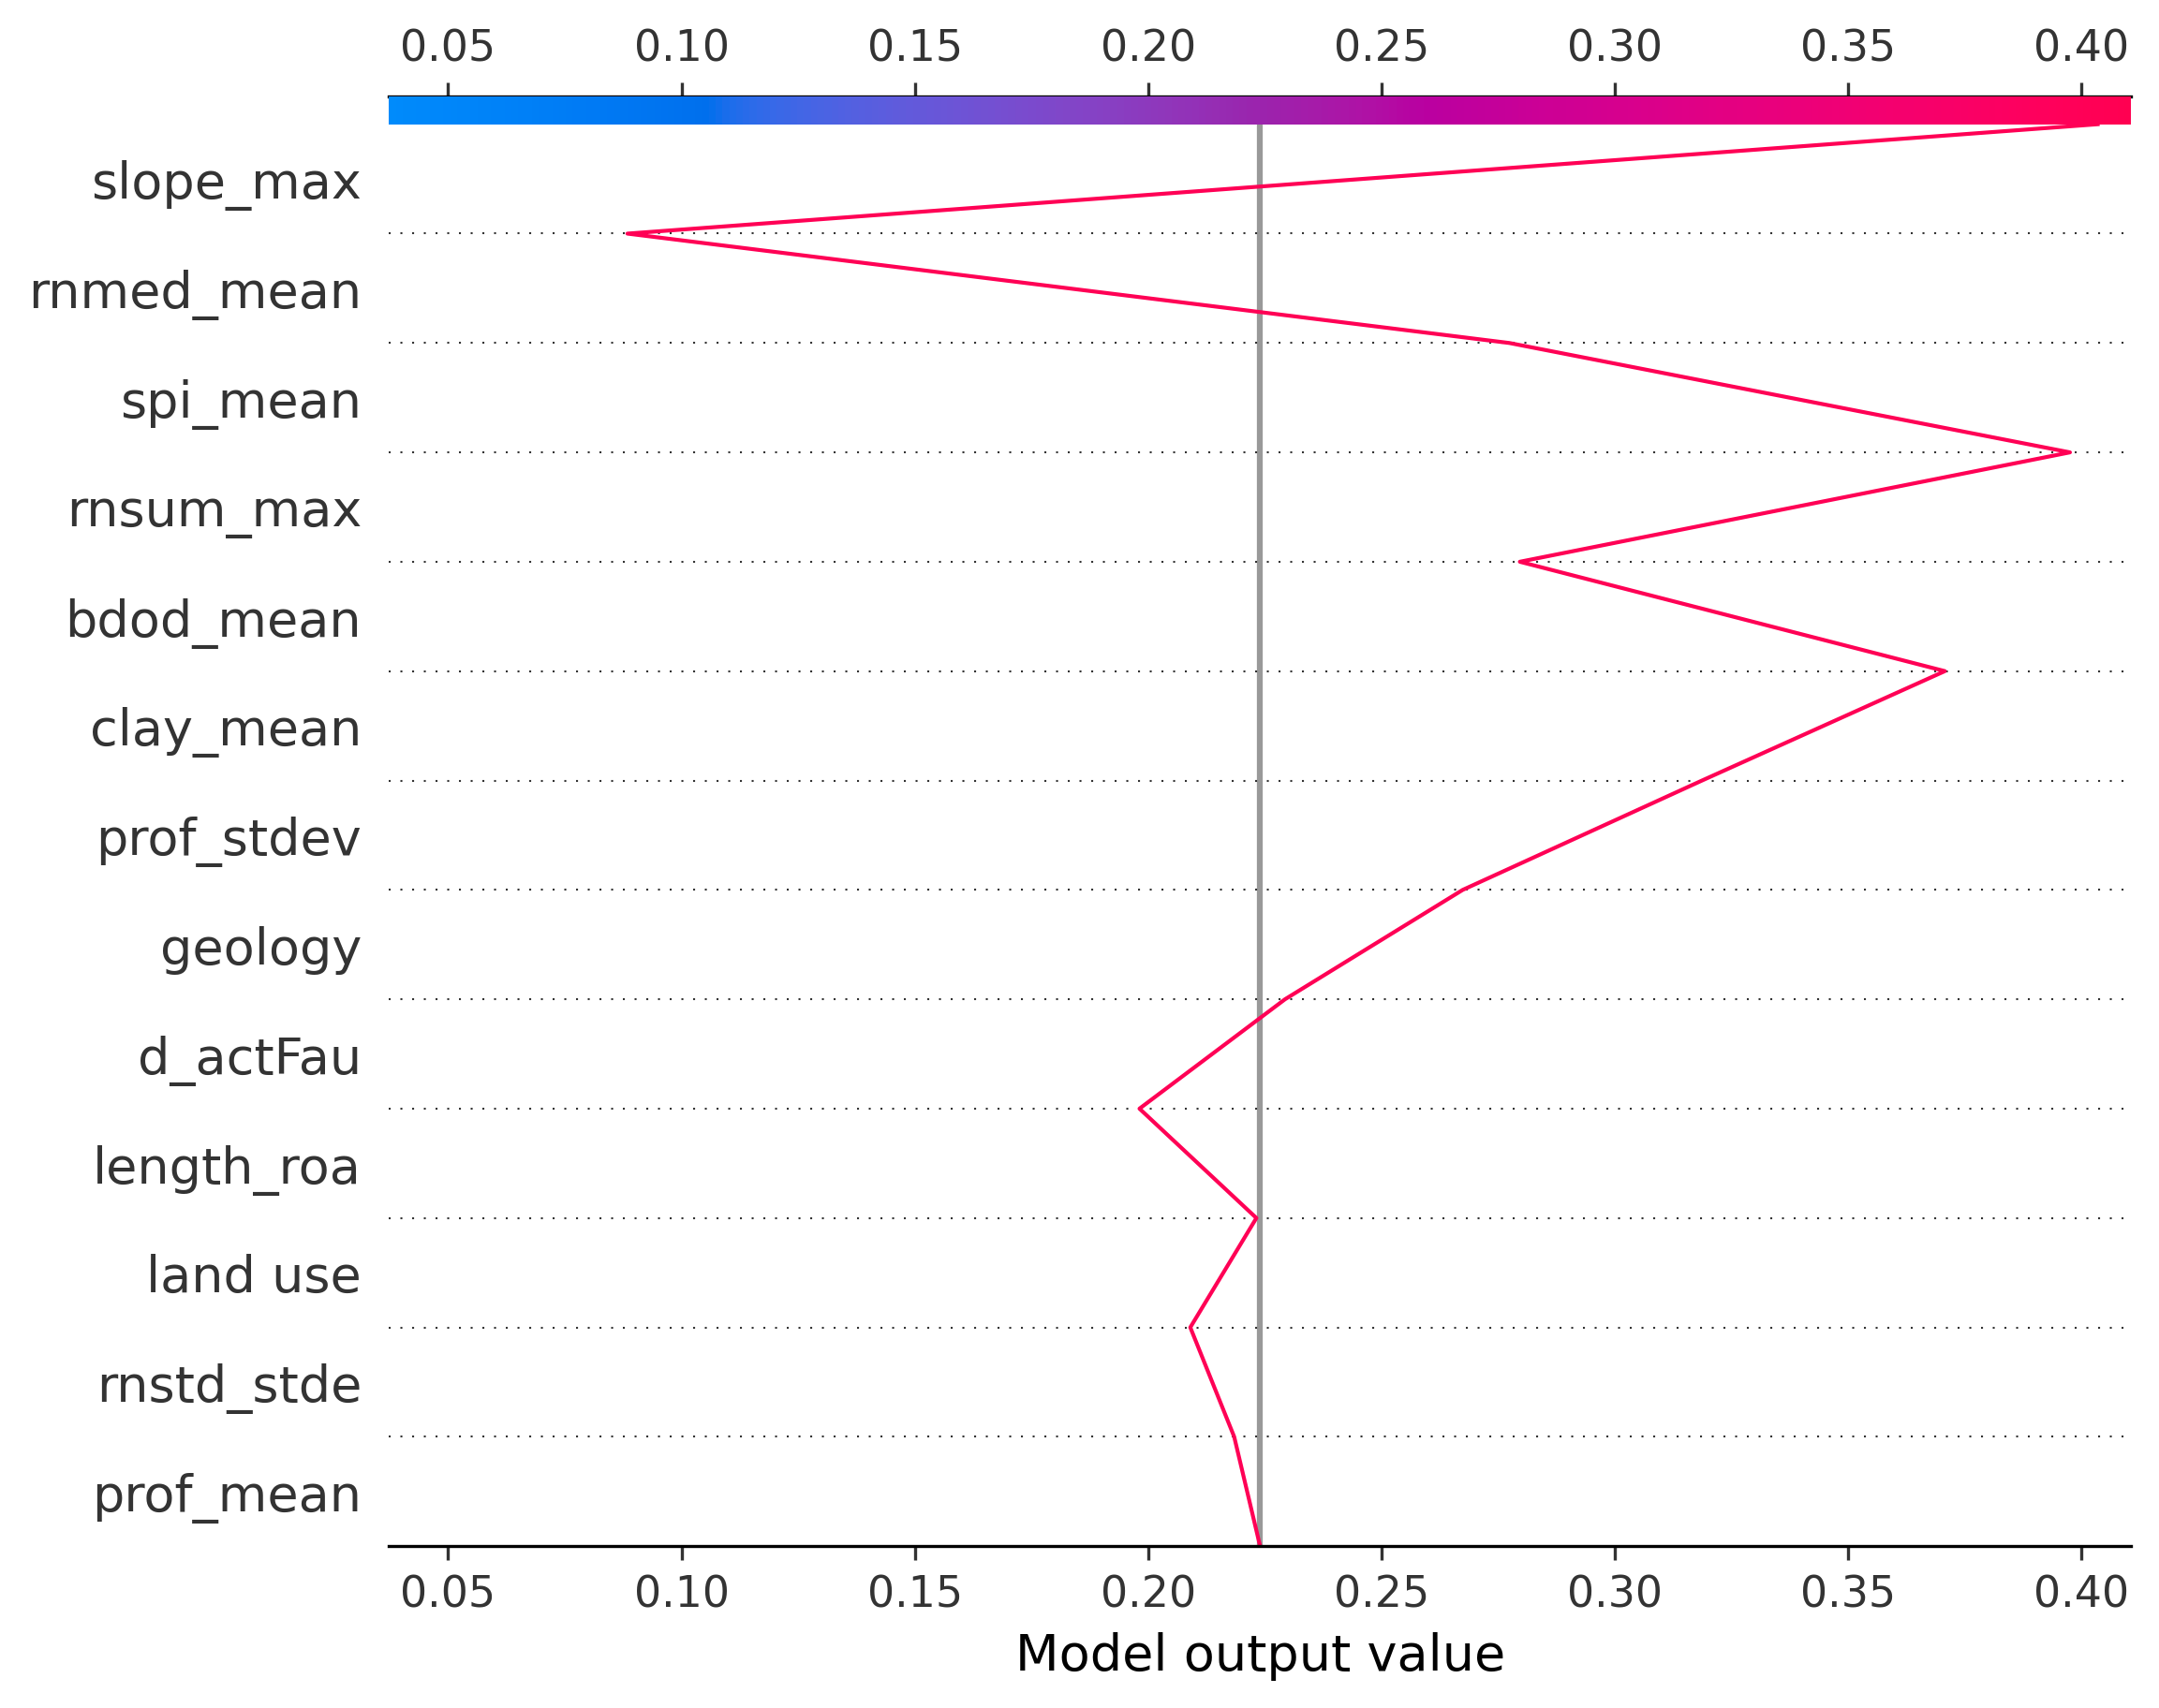 0.05 0.10 0.15 0.20 0.25 0.30 0.35 0.40
slope_max
rnmed_mean
spi_mean
rnsum_max
bdod_mean
clay_mean
prof_stdev
geology
d_actFau
length_roa
land use
rnstd_stde
prof_mean
0.05 0.10 0.15 0.20 0.25 0.30 0.35 0.40
Model output value